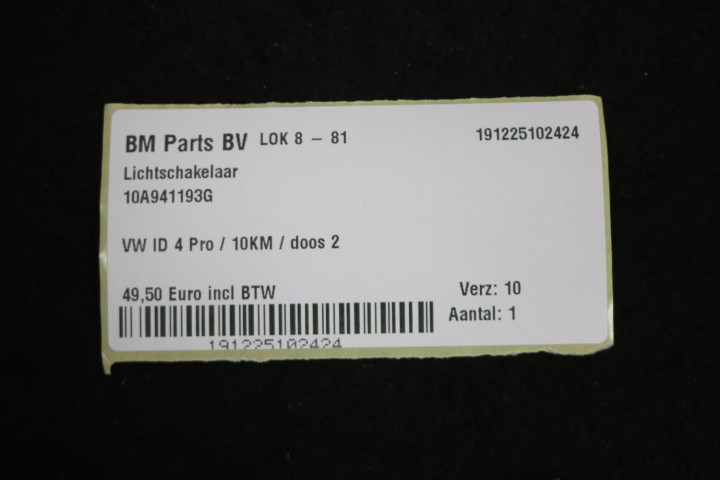 BM Parts BV LOK 8 – 81 191225102424
Lichtschakelaar
10A941193G
VW ID 4 Pro / 10KM / doos 2
49,50 Euro incl BTW Verz: 10
Aantal: 1
191225102424